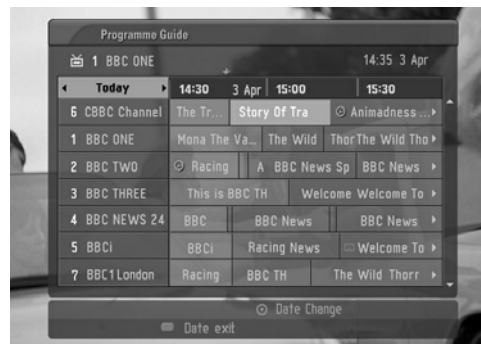 Programme Guide
1 BBC ONE 14:35 3 Apr
Today 14:30 3 Apr 15:00 15:30
6 CBBC Channel The Tr... Story Of Tra Animadness ...
1 BBC ONE Mona The Va... The Wild Thor The Wild Tho
2 BBC TWO Racing A BBC News Sp BBC News
3 BBC THREE This is BBC TH Welcome Welcome To
4 BBC NEWS 24 BBC BBC News BBC News
5 BBCi BBCi Racing News Welcome To
7 BBC1 London Racing BBC TH The Wild Thorr
Date Change
Date exit